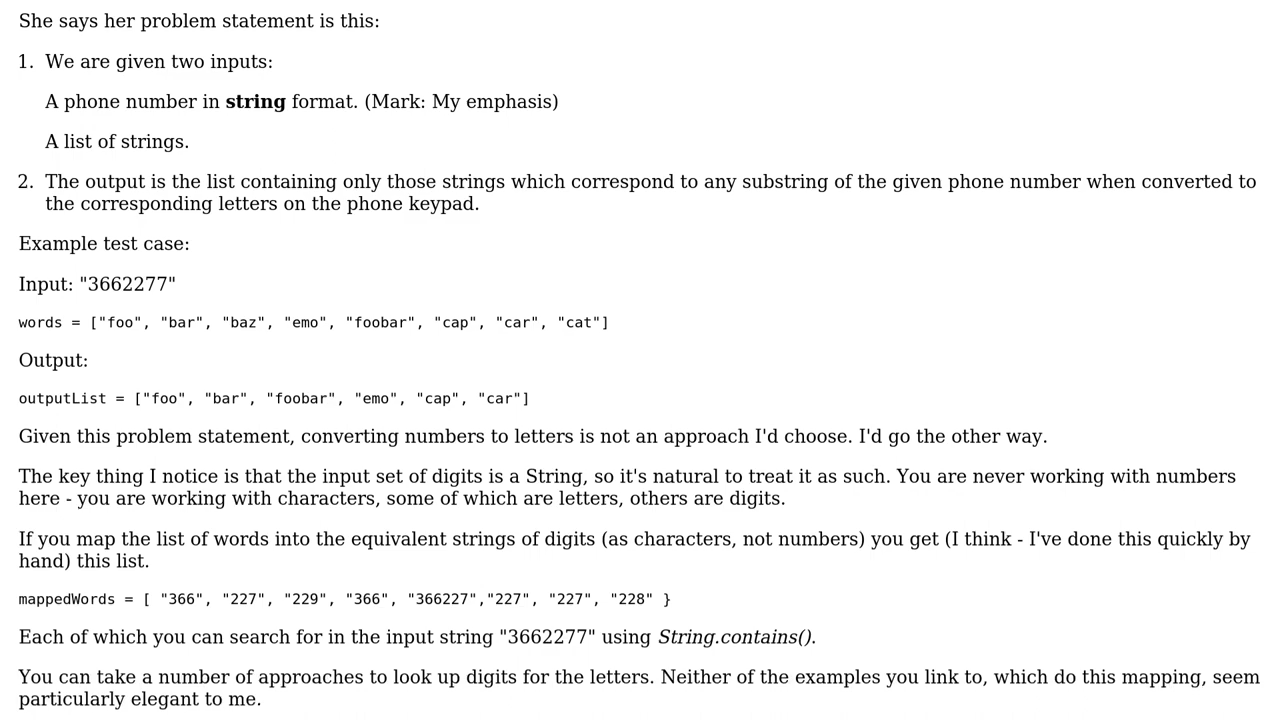 She says her problem statement is this:
1. We are given two inputs:
A phone number in string format. (Mark: My emphasis)
A list of strings.
2. The output is the list containing only those strings which correspond to any substring of the given phone number when converted to
the corresponding letters on the phone keypad.
Example test case:
Input: "3662277"
words = ["foo", "bar", "baz", "emo", "foobar", "cap", "car", "cat"]
Output:
outputList = ["foo", "bar", "foobar", "emo", "cap", "car"]
Given this problem statement, converting numbers to letters is not an approach I'd choose. I'd go the other way.
The key thing I notice is that the input set of digits is a String, so it's natural to treat it as such. You are never working with numbers
here - you are working with characters, some of which are letters, others are digits.
If you map the list of words into the equivalent strings of digits (as characters, not numbers) you get (I think - I've done this quickly by
hand) this list.
mappedWords = [ "366", "227", "229", "366", "366227","227", "227", "228" }
Each of which you can search for in the input string "3662277" using String.contains().
You can take a number of approaches to look up digits for the letters. Neither of the examples you link to, which do this mapping, seem
particularly elegant to me.